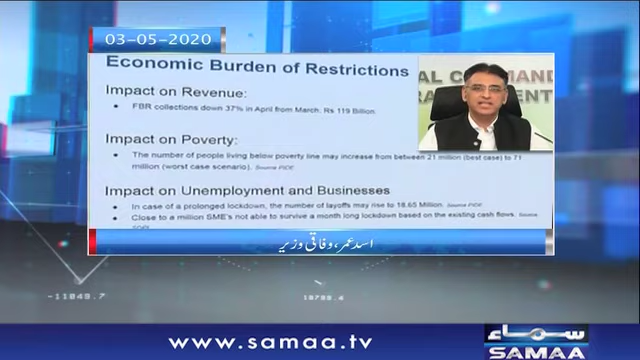 03-05-2020
Economic Burden of Restrictions
Impact on Revenue:
• FBR collections down 37% in April from March: Rs 119 Billion.
Impact on Poverty:
• The number of people living below poverty line may increase from between 21 million (best case) to 71
million (worst case scenario). Source PIDE
Impact on Unemployment and Businesses
• In case of a prolonged lockdown, the number of layoffs may rise to 18.65 Million. Source PIDE
• Close to a million SME's not able to survive a month long lockdown based on the existing cash flows. Source
اسد عمر، وفاقی وزیر
www.samaa.tv
سماء
SAMAA